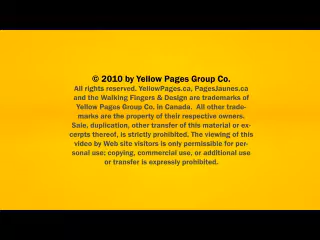 © 2010 by Yellow Pages Group Co.
All rights reserved. YellowPages.ca, PagesJaunes.ca
and the Walking Fingers & Design are trademarks of
Yellow Pages Group Co. in Canada. All other trade-
marks are the property of their respective owners.
Sale, duplication, other transfer of this material or ex-
cerpts thereof, is strictly prohibited. The viewing of this
video by Web site visitors is only permissible for per-
sonal use; copying, commercial use, or additional use
or transfer is expressly prohibited.